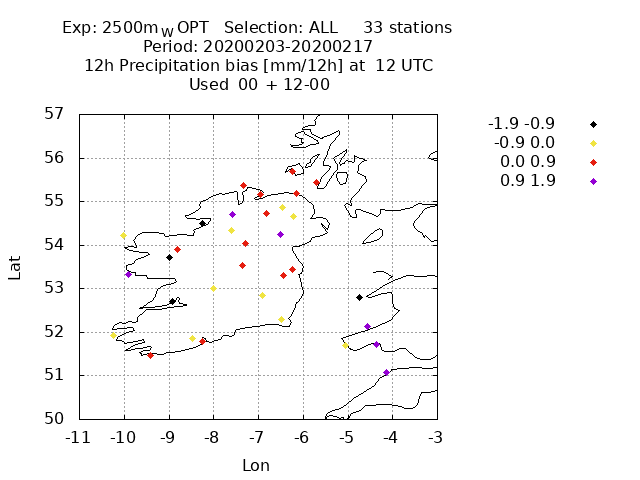 Exp: 2500m_W OPT   Selection: ALL     33 stations
Period: 20200203-20200217
12h Precipitation bias [mm/12h] at  12 UTC
Used  00 + 12-00
-1.9 -0.9
-0.9 0.0
0.0 0.9
0.9 1.9
57
56
55
54
53
52
51
50
Lat
-11 -10 -9 -8 -7 -6 -5 -4 -3
Lon